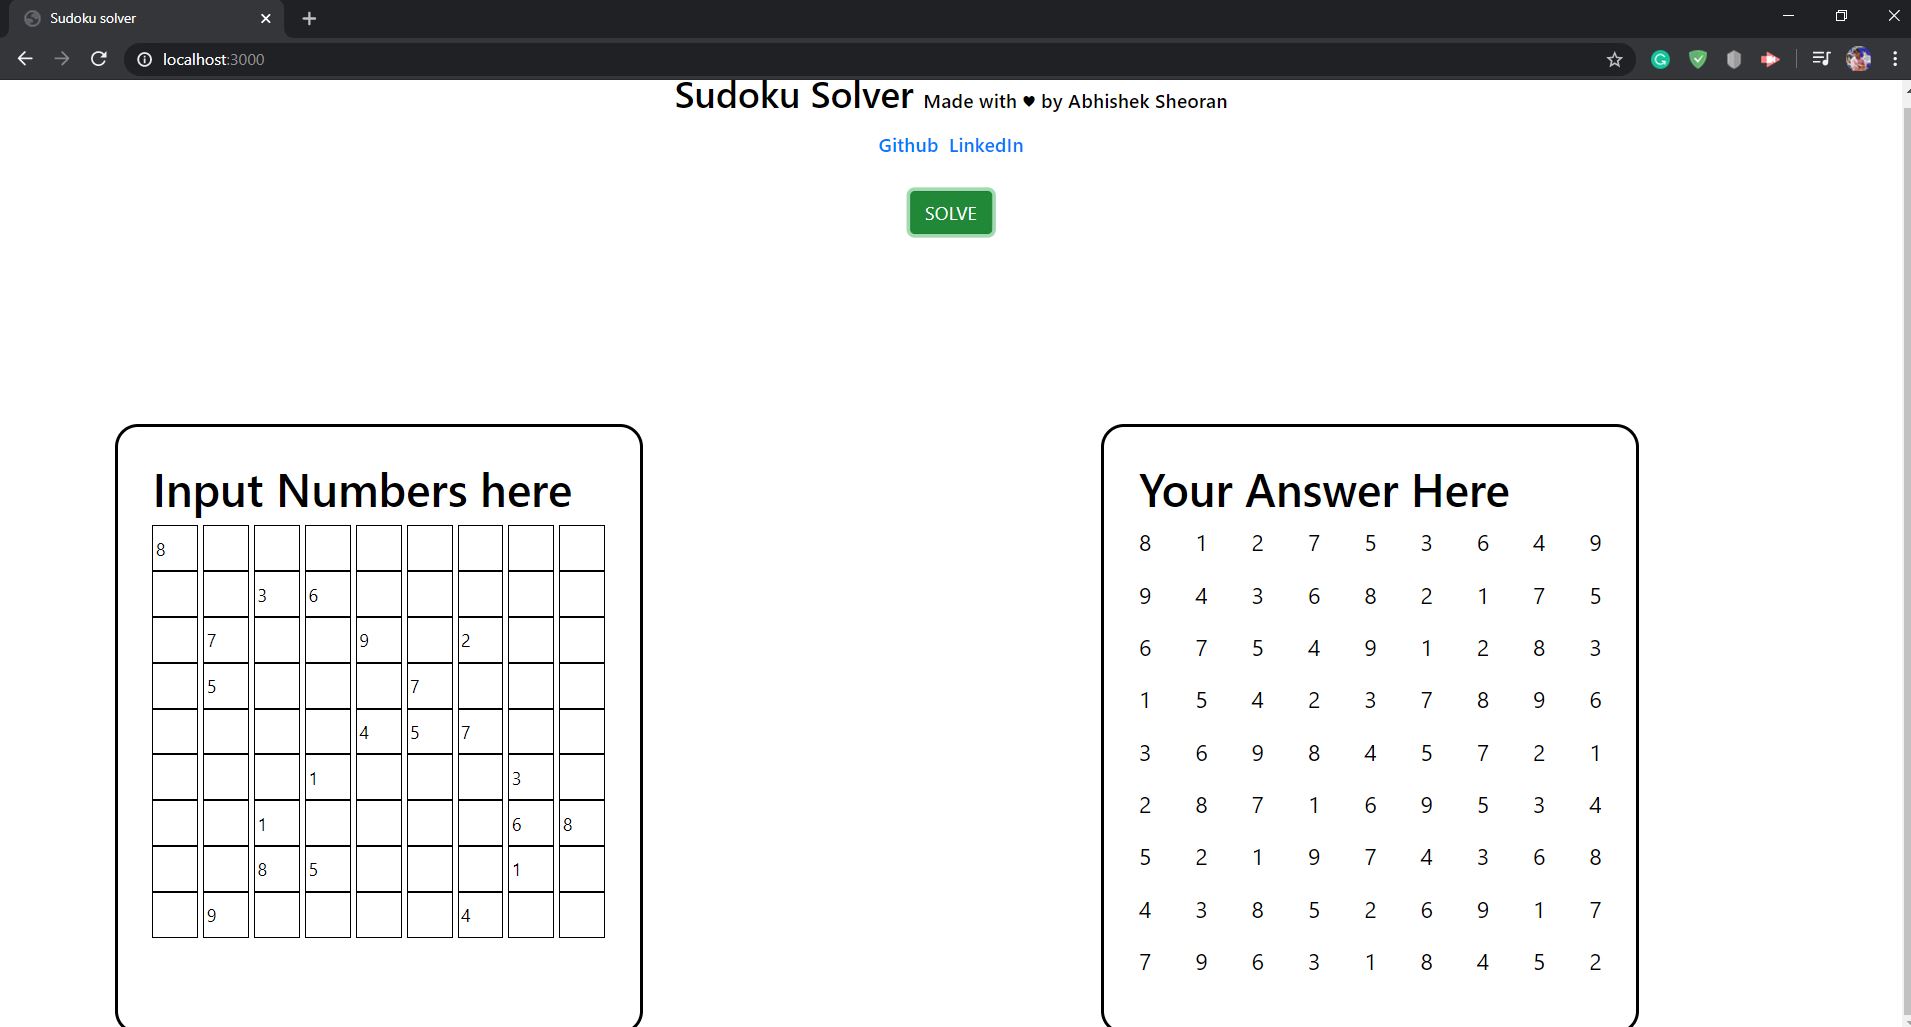 Sudoku solver
localhost:3000
Sudoku Solver Made with ♥ by Abhishek Sheoran
Github LinkedIn
SOLVE
Input Numbers here
8
3 6
7 9 2
5 7
4 5 7
1 3
1 6 8
8 5 1
9 4
Your Answer Here
8 1 2 7 5 3 6 4 9
9 4 3 6 8 2 1 7 5
6 7 5 4 9 1 2 8 3
1 5 4 2 3 7 8 9 6
3 6 9 8 4 5 7 2 1
2 8 7 1 6 9 5 3 4
5 2 1 9 7 4 3 6 8
4 3 8 5 2 6 9 1 7
7 9 6 3 1 8 4 5 2